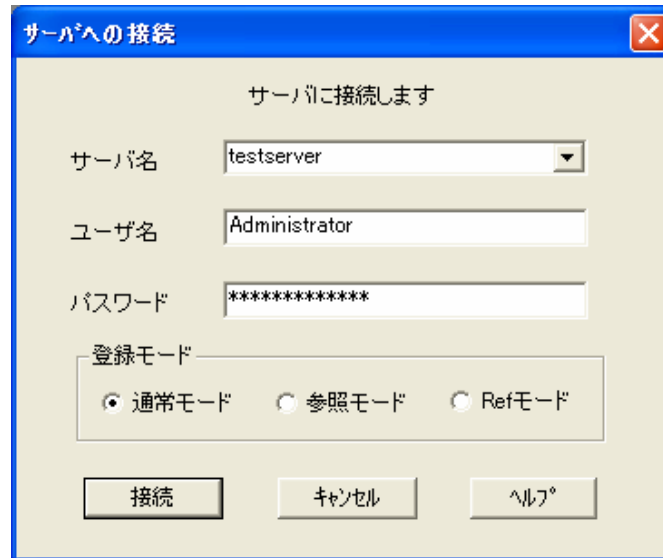 サーバへの接続
サーバに接続します
サーバ名 testserver
ユーザ名 Administrator
パスワード *************
登録モード
通常モード 参照モード Refモード
接続 ｷｬﾝｾﾙ ﾍﾙﾌﾟ